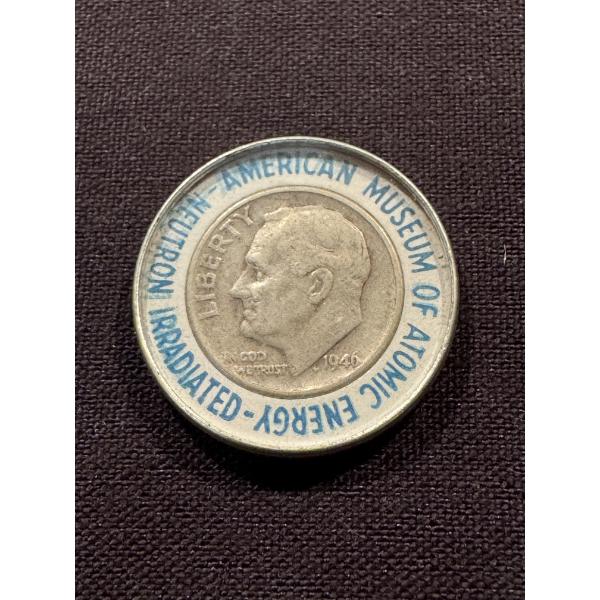 AMERICAN MUSEUM OF ATOMIC ENERGY-
NEUTRON IRRADIATED-
LIBERTY
IN GOD
WE TRUST
1946